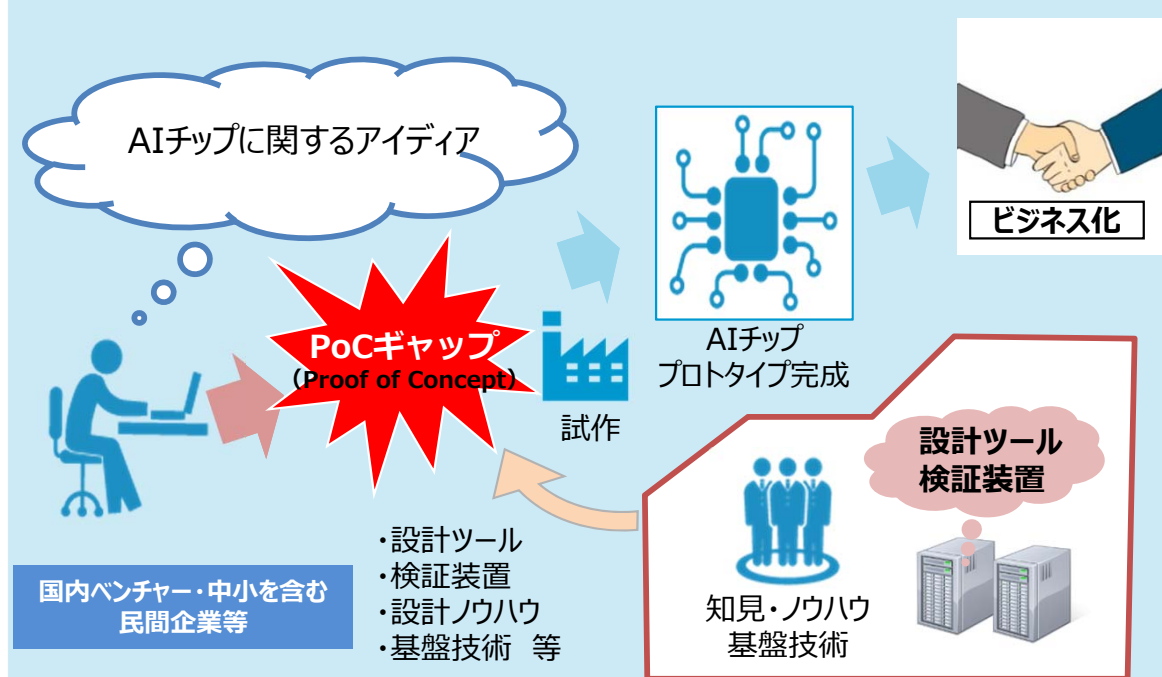 AIチップに関するアイディア
ビジネス化
PoCギャップ
（Proof of Concept）
試作
AIチップ
プロトタイプ完成
設計ツール
検証装置
・設計ツール
・検証装置
・設計ノウハウ
・基盤技術　等
知見・ノウハウ
基盤技術
国内ベンチャー・中小を含む
民間企業等